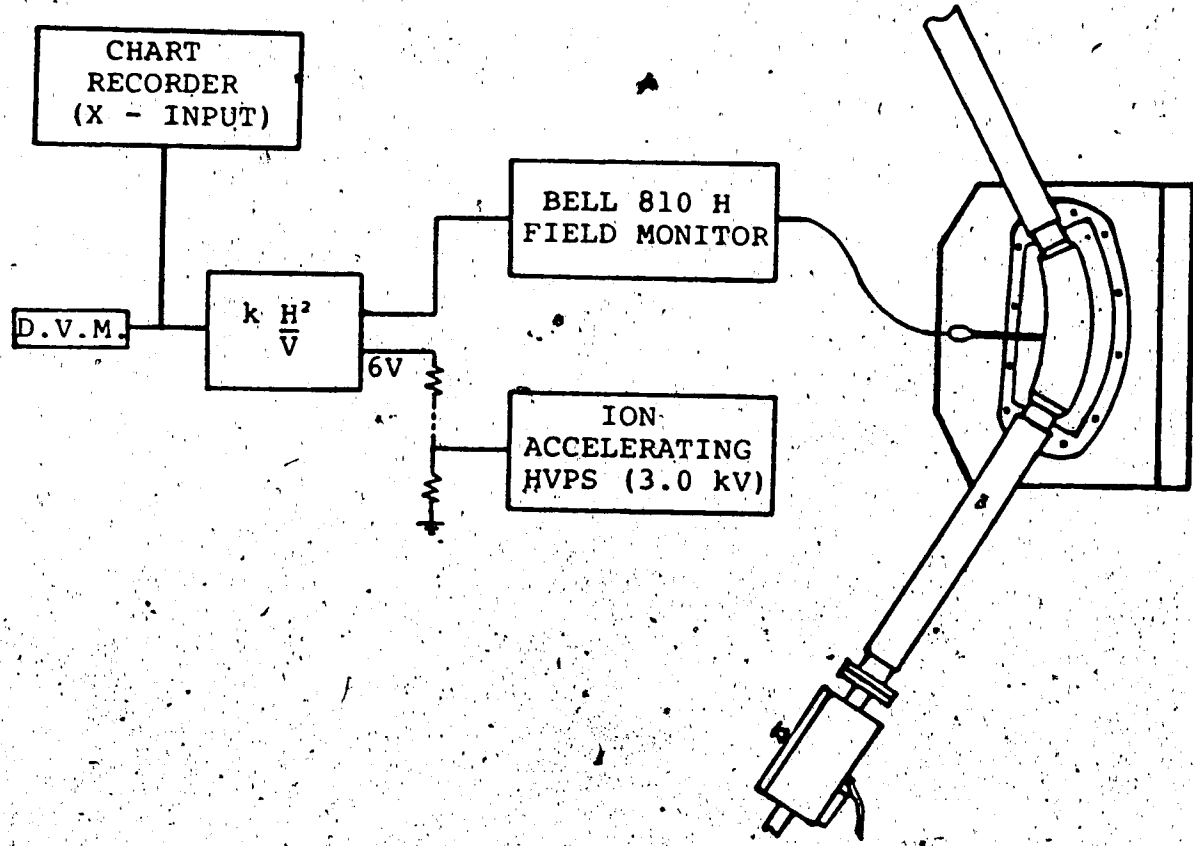 CHART
RECORDER
(X - INPUT)
BELL 810 H
FIELD MONITOR
D.V.M.
k H²
V
6V
ION
ACCELERATING
HVPS (3.0 kV)